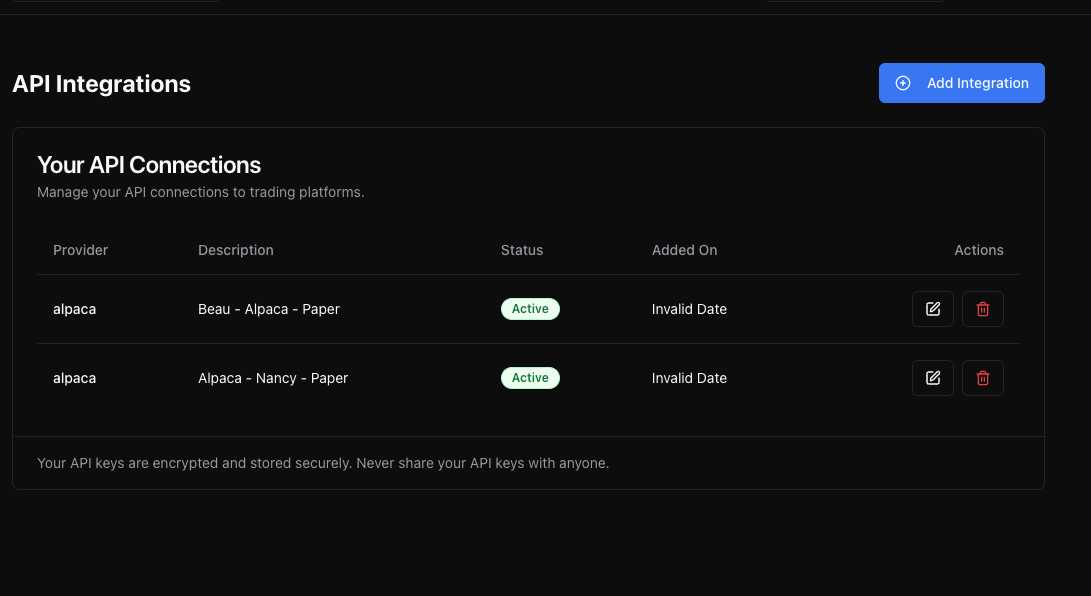 API Integrations
Add Integration
Your API Connections
Manage your API connections to trading platforms.
Provider Description Status Added On Actions
alpaca Beau - Alpaca - Paper Active Invalid Date
alpaca Alpaca - Nancy - Paper Active Invalid Date
Your API keys are encrypted and stored securely. Never share your API keys with anyone.